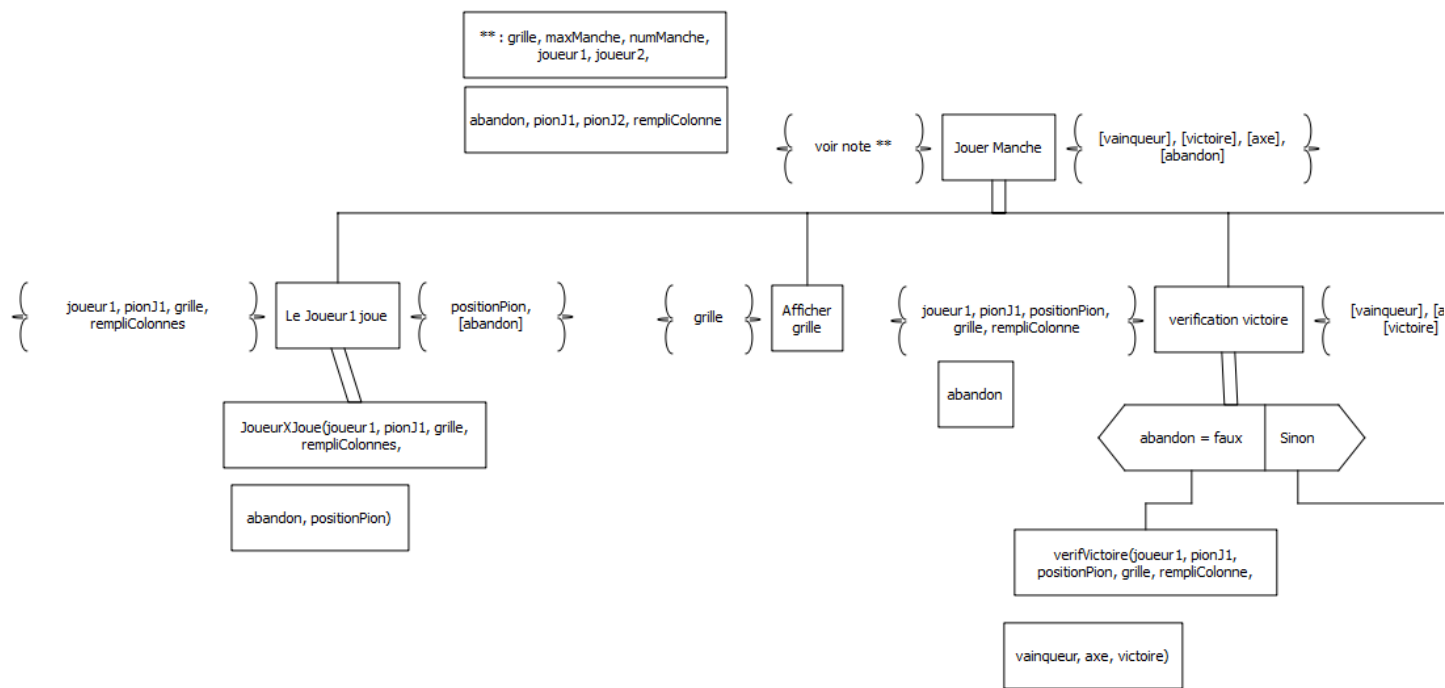 ** : grille, maxManche, numManche,
joueur1, joueur2,
abandon, pionJ1, pionJ2, rempliColonne
voir note **
Jouer Manche
[vainqueur], [victoire], [axe],
[abandon]
joueur1, pionJ1, grille,
rempliColonnes
Le Joueur1 joue
positionPion,
[abandon]
grille
Afficher
grille
joueur1, pionJ1, positionPion,
grille, rempliColonne
verification victoire
[vainqueur], [a
[victoire]
abandon
JoueurXJoue(joueur1, pionJ1, grille,
rempliColonnes,
abandon = faux
Sinon
abandon, positionPion)
verifVictoire(joueur1, pionJ1,
positionPion, grille, rempliColonne,
vainqueur, axe, victoire)